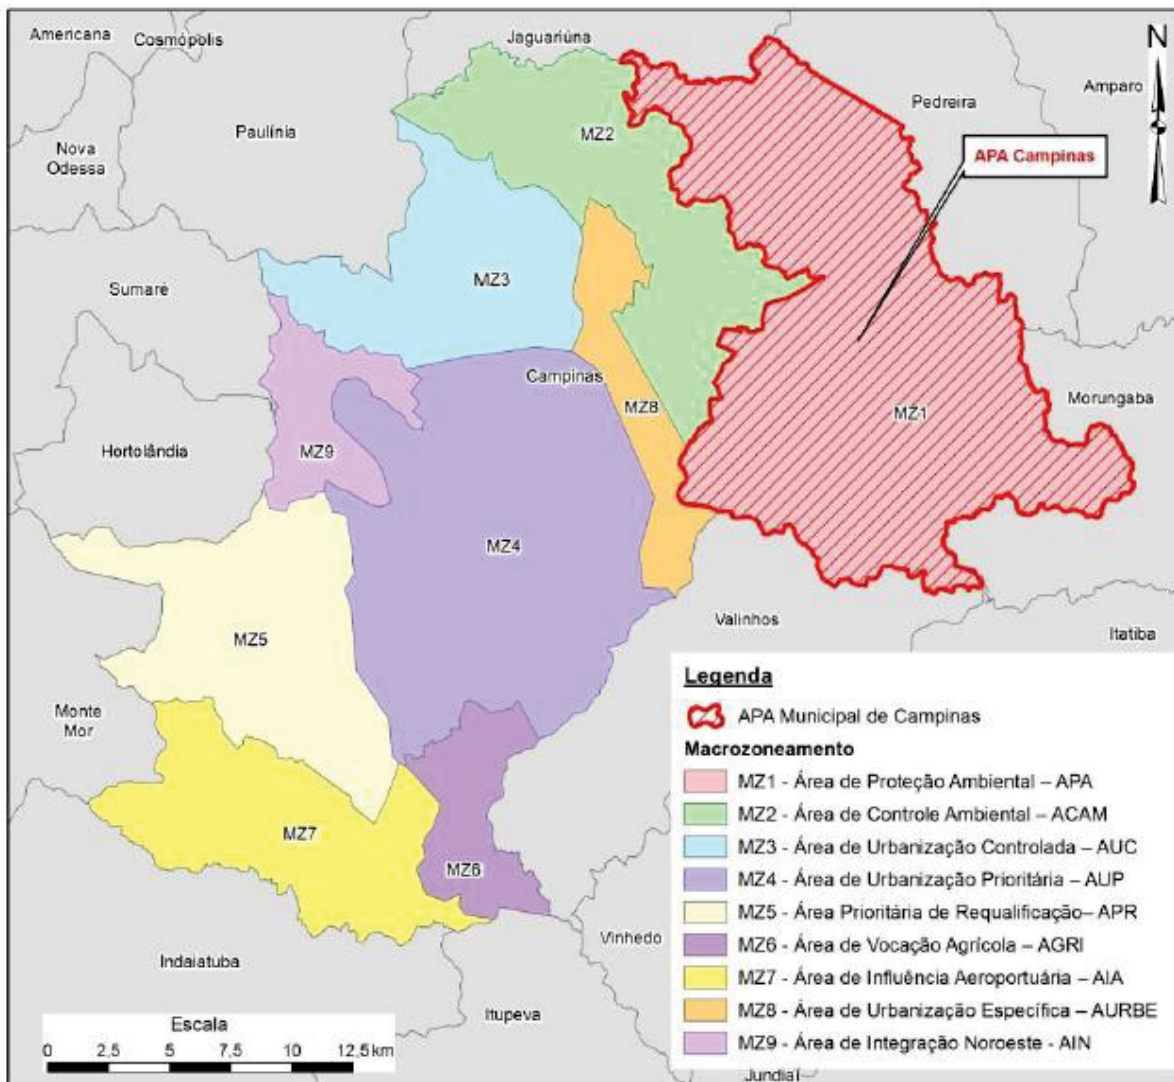 Americana
Cosmópolis
Jaguariúna
N
Amparo
Pedreira
Paulínia
MZ2
Nova
Odessa
APA Campinas
Sumaré
MZ3
Campinas
MZ8
MZ1
Morungaba
Hortolândia
MZ9
MZ4
Valinhos
Itatiba
MZ5
Monte
Mor
MZ7
MZ6
Vinhedo
Indaiatuba
Itupeva
Jundiaí
Legenda
APA Municipal de Campinas
Macrozoneamento
MZ1 - Área de Proteção Ambiental – APA
MZ2 - Área de Controle Ambiental – ACAM
MZ3 - Área de Urbanização Controlada – AUC
MZ4 - Área de Urbanização Prioritária – AUP
MZ5 - Área Prioritária de Requalificação– APR
MZ6 - Área de Vocação Agrícola – AGRI
MZ7 - Área de Influência Aeroportuária – AIA
MZ8 - Área de Urbanização Específica – AURBE
MZ9 - Área de Integração Noroeste - AIN
Escala
0 2,5 5 7,5 10 12,5 km